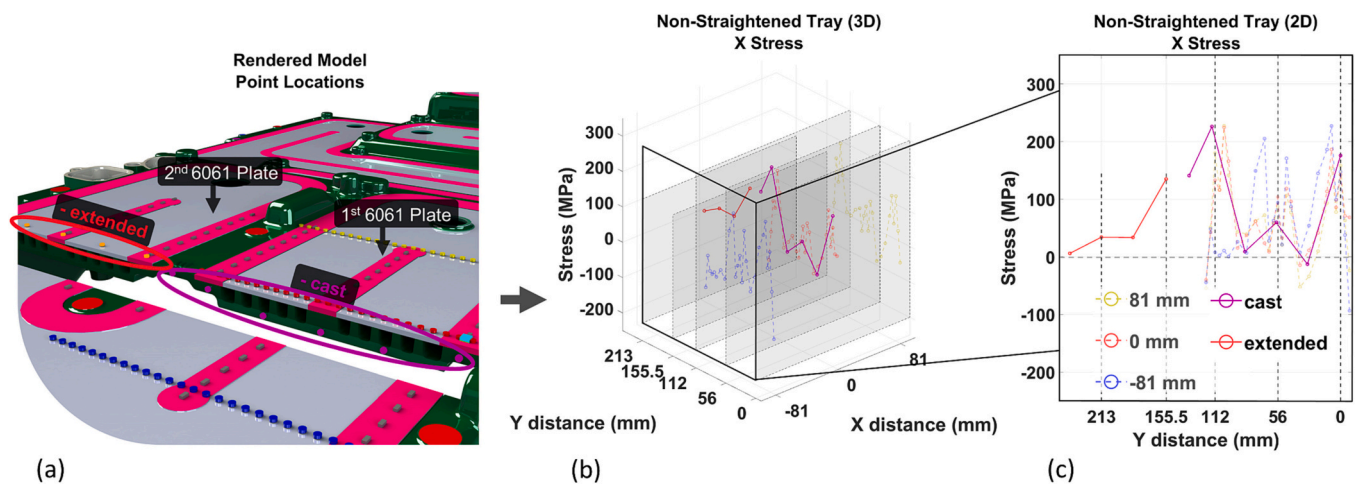 Rendered Model
Point Locations
2nd 6061 Plate
1st 6061 Plate
- extended
- cast
(a)
Non-Straightened Tray (3D)
X Stress
Stress (MPa)
300
200
100
0
-100
-200
213
155.5
112
56
0
Y distance (mm)
81
0
-81
X distance (mm)
(b)
Non-Straightened Tray (2D)
X Stress
Stress (MPa)
300
200
100
0
-100
-200
81 mm
0 mm
-81 mm
cast
extended
213 155.5 112 56 0
Y distance (mm)
(c)